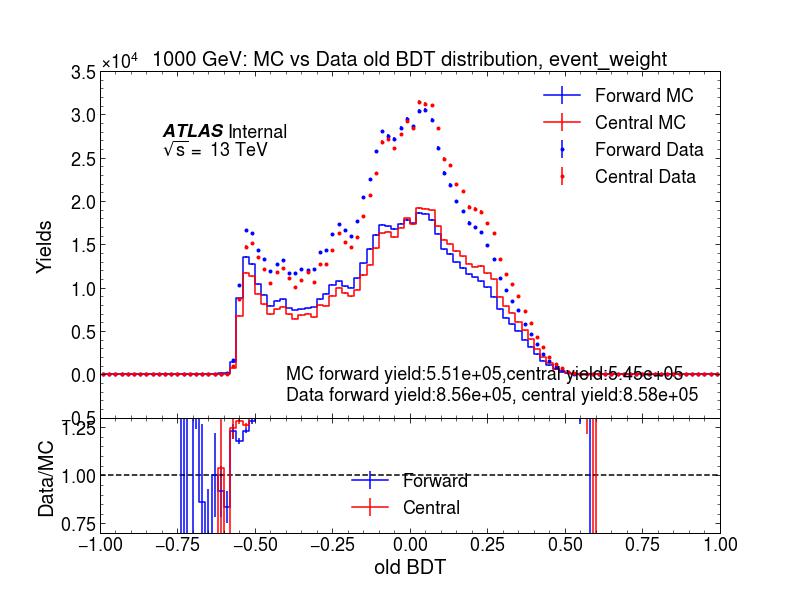 ×10⁴ 1000 GeV: MC vs Data old BDT distribution, event_weight
3.5
3.0
2.5
2.0
1.5
1.0
0.5
0.0
0.5
Yields
ATLAS Internal
√s = 13 TeV
Forward MC
Central MC
Forward Data
Central Data
MC forward yield:5.51e+05,central yield:5.45e+05
Data forward yield:8.56e+05, central yield:8.58e+05
1.25
1.00
0.75
Data/MC
Forward
Central
−1.00 −0.75 −0.50 −0.25 0.00 0.25 0.50 0.75 1.00
old BDT